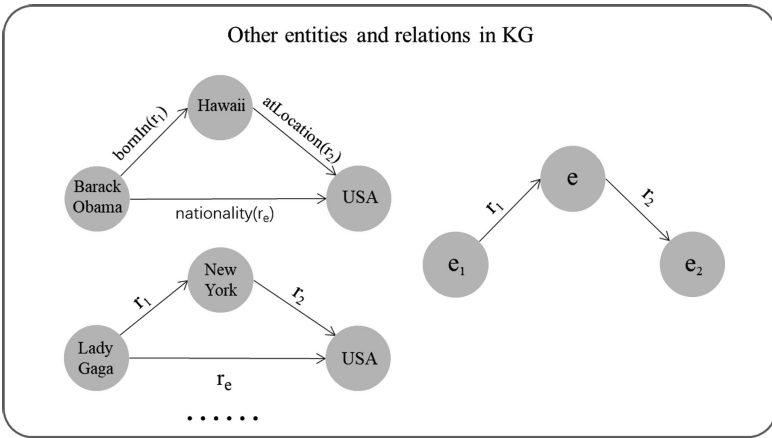 Other entities and relations in KG
Hawaii
bornIn(r₁)
atLocation(r₂)
Barack
Obama
USA
nationality(rₑ)
New
York
r₁
r₂
Lady
Gaga
USA
rₑ
......
e
r₁
r₂
e₁
e₂